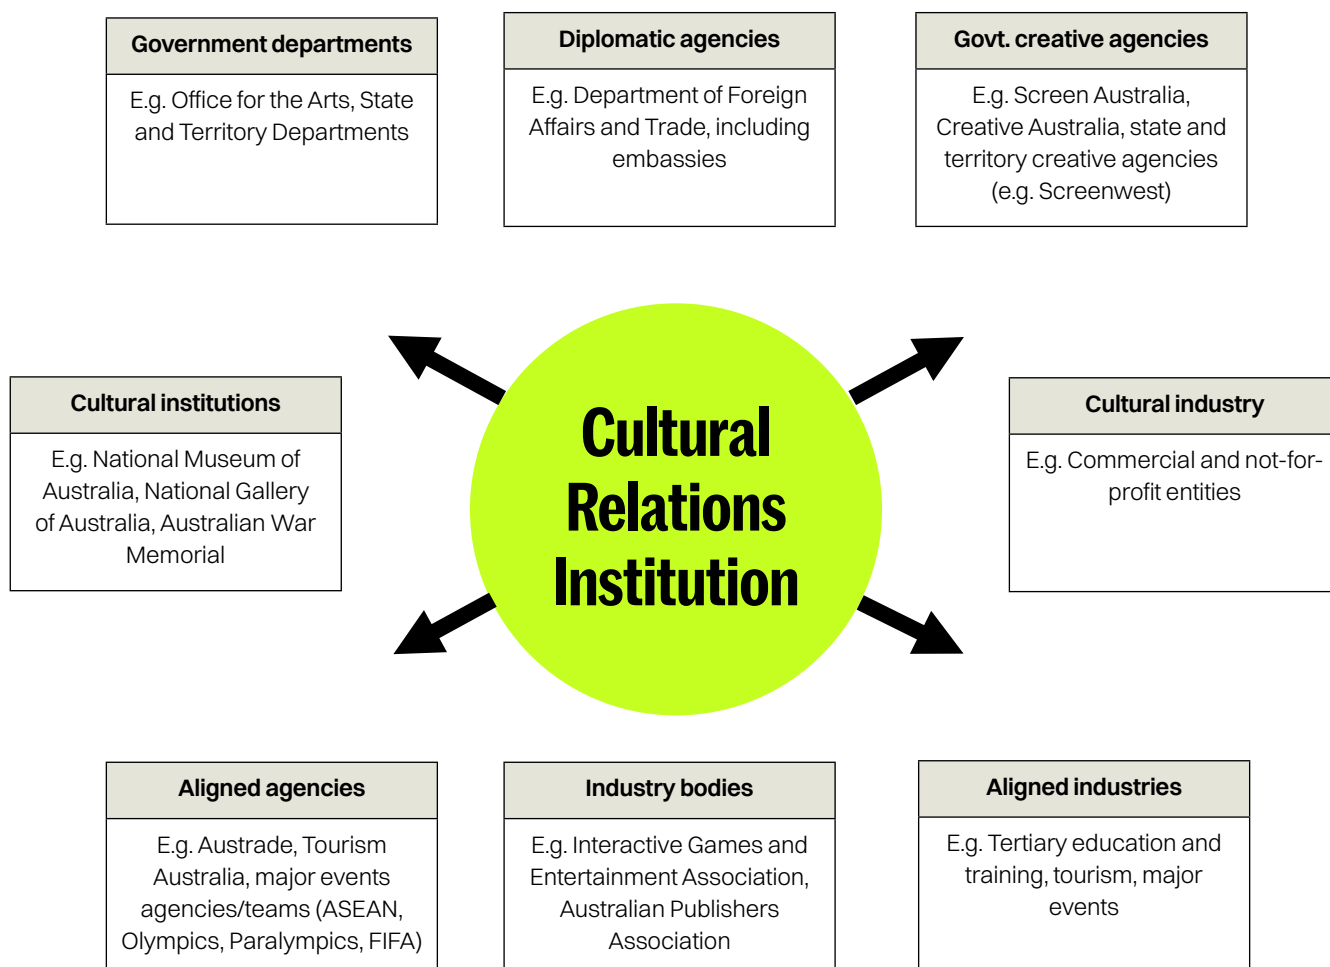 Government departments
E.g. Office for the Arts, State
and Territory Departments
Diplomatic agencies
E.g. Department of Foreign
Affairs and Trade, including
embassies
Govt. creative agencies
E.g. Screen Australia,
Creative Australia, state and
territory creative agencies
(e.g. Screenwest)
Cultural institutions
E.g. National Museum of
Australia, National Gallery
of Australia, Australian War
Memorial
Cultural
Relations
Institution
Cultural industry
E.g. Commercial and not-for-
profit entities
Aligned agencies
E.g. Austrade, Tourism
Australia, major events
agencies/teams (ASEAN,
Olympics, Paralympics, FIFA)
Industry bodies
E.g. Interactive Games and
Entertainment Association,
Australian Publishers
Association
Aligned industries
E.g. Tertiary education and
training, tourism, major
events